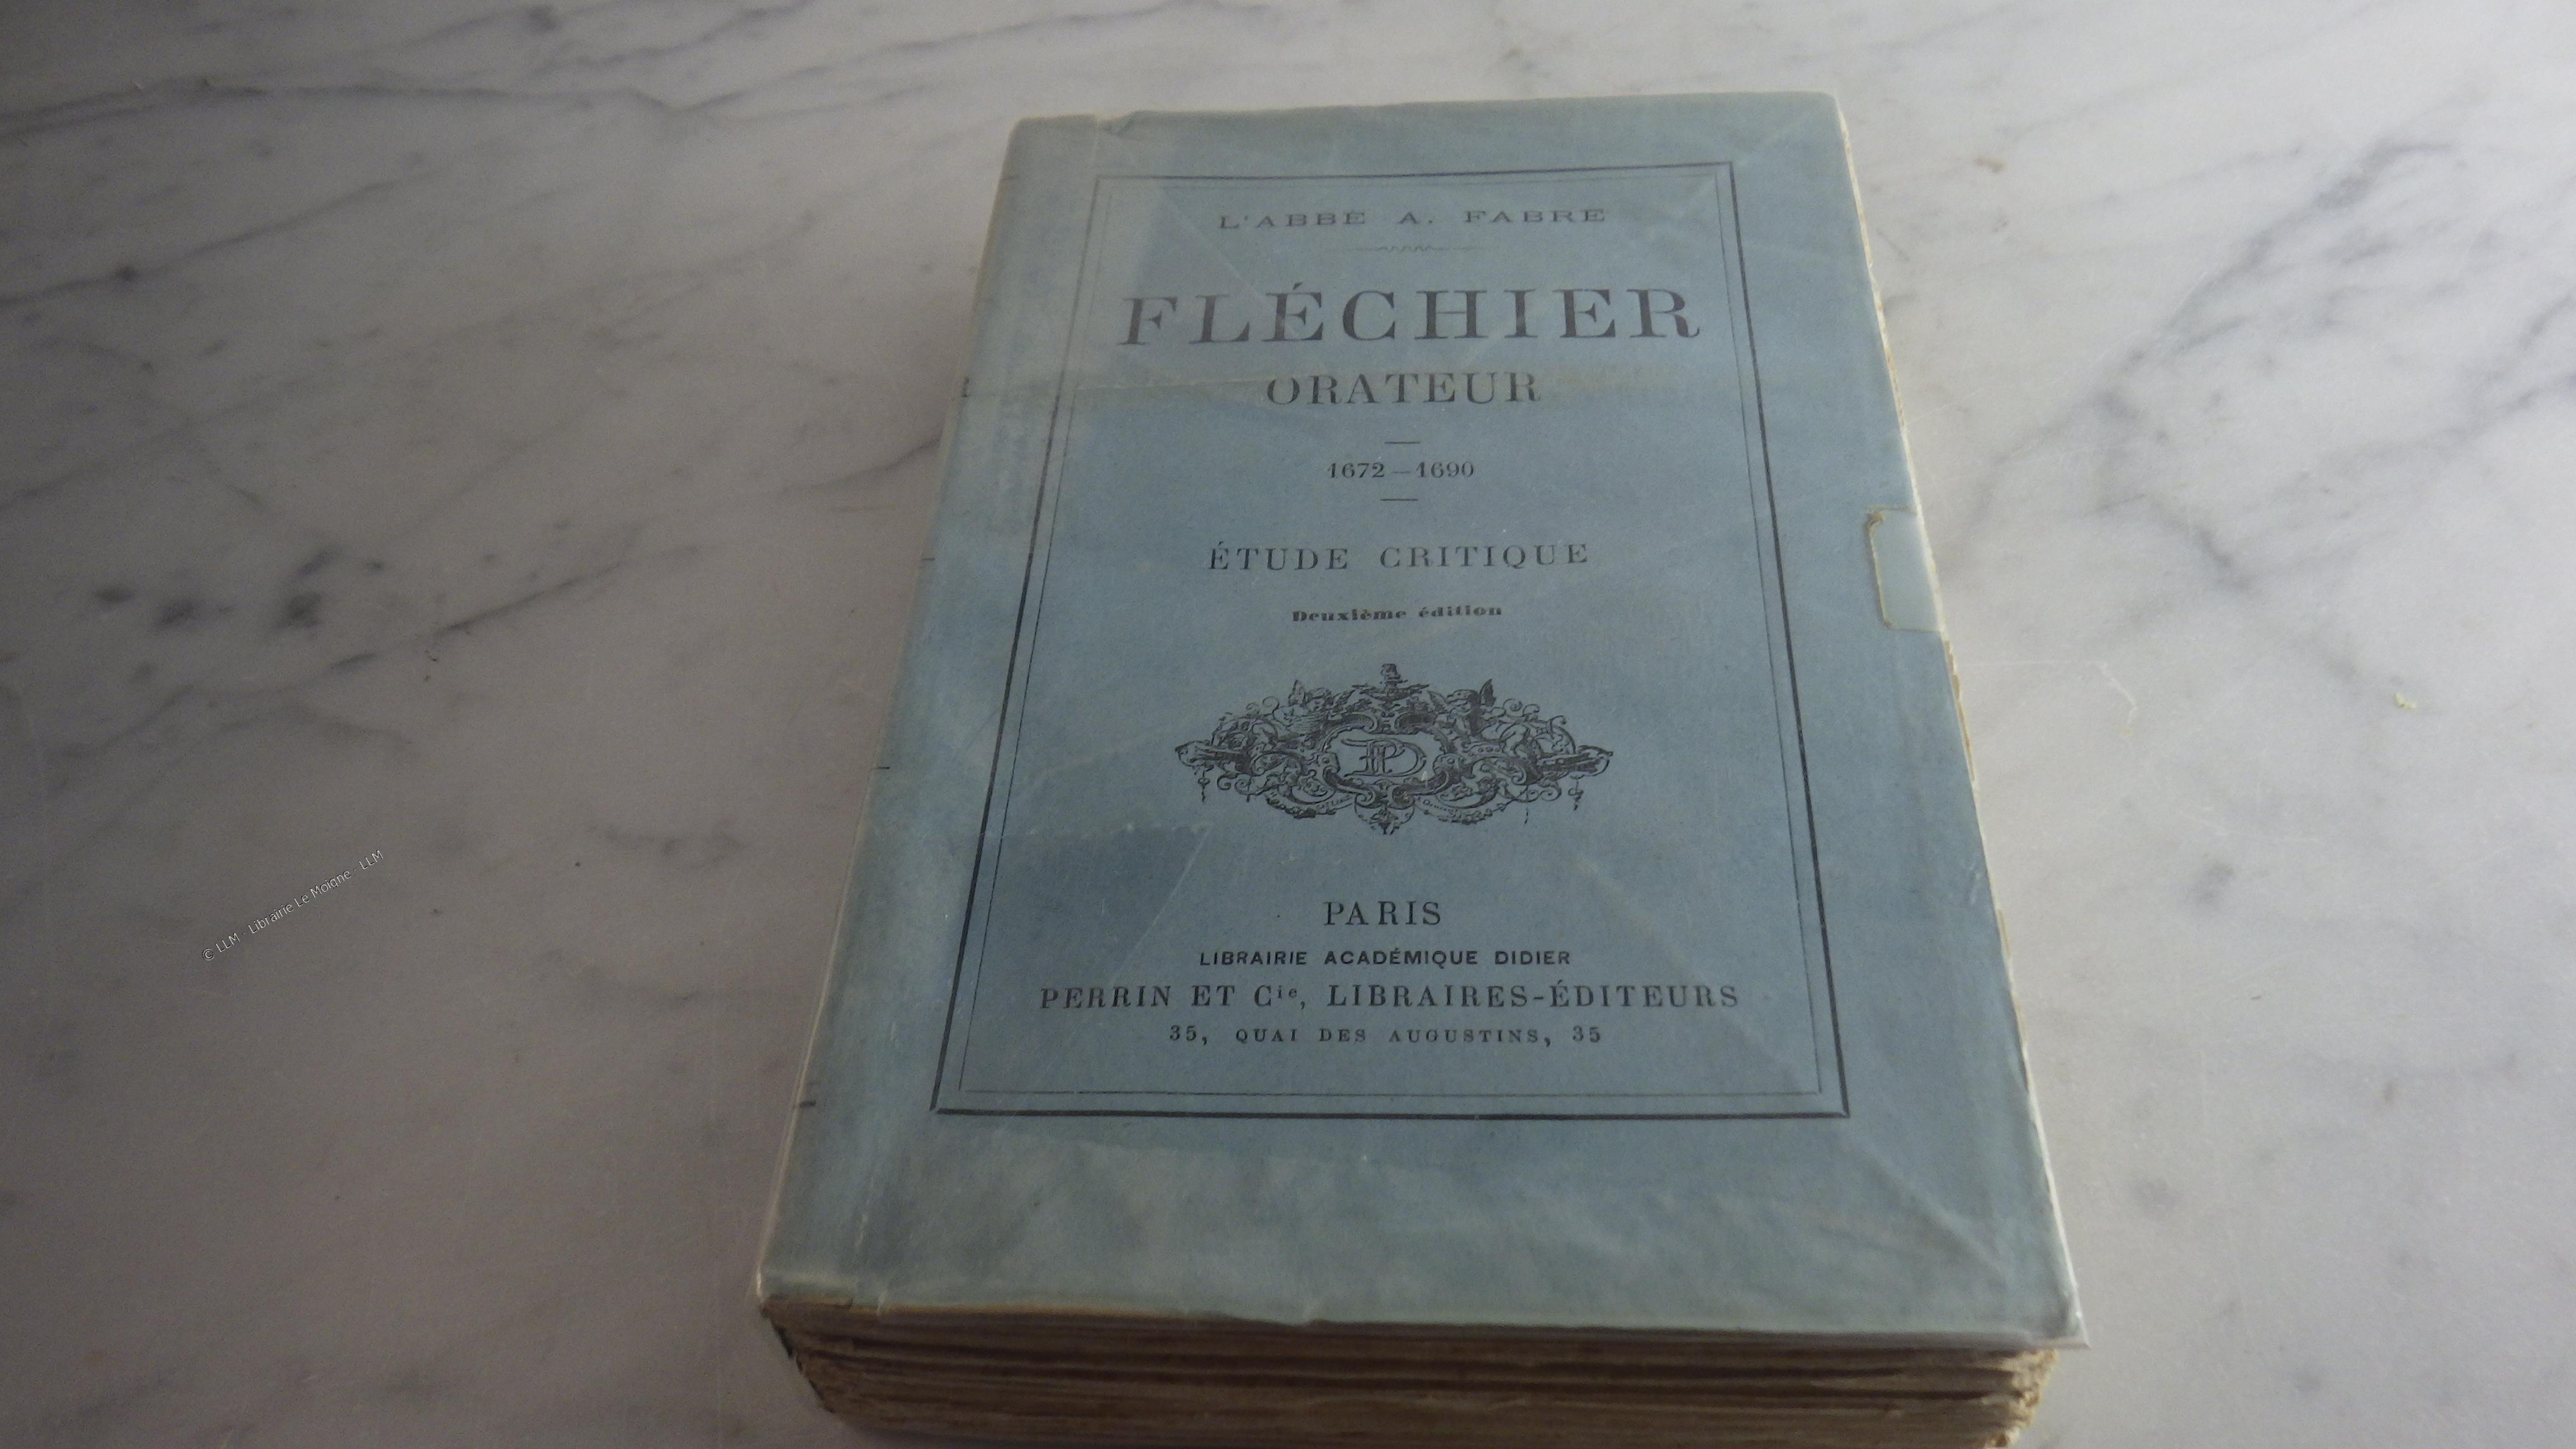 L'ABBÉ A. FABRE
FLÉCHIER
ORATEUR
1672 — 1690
ÉTUDE CRITIQUE
Deuxième édition
PD
PARIS
LIBRAIRIE ACADÉMIQUE DIDIER
PERRIN ET Cie, LIBRAIRES-ÉDITEURS
35, QUAI DES AUGUSTINS, 35
© LLM - Librairie Le Moigne - LLM